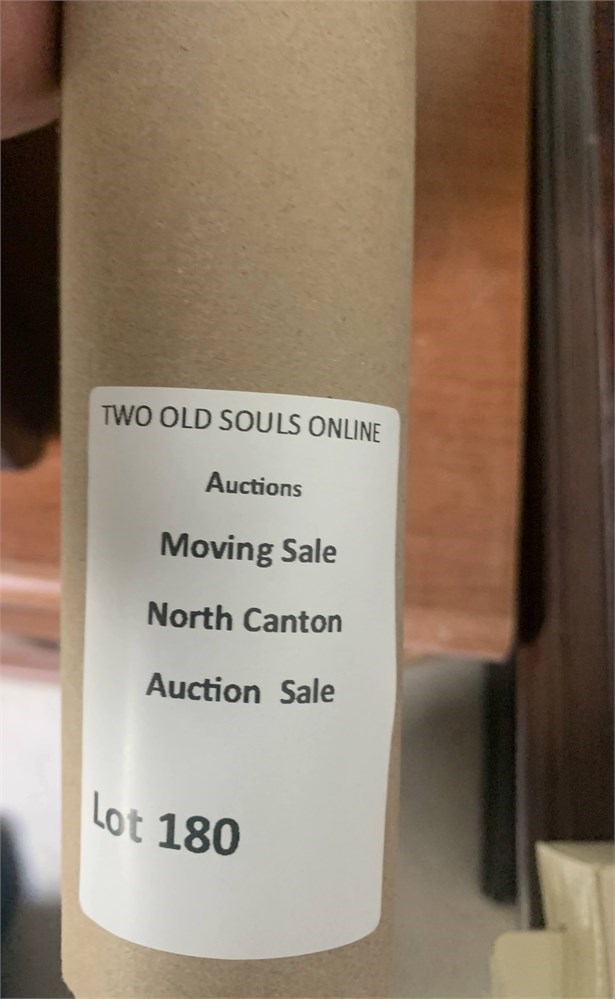 TWO OLD SOULS ONLINE
Auctions
Moving Sale
North Canton
Auction Sale
Lot 180